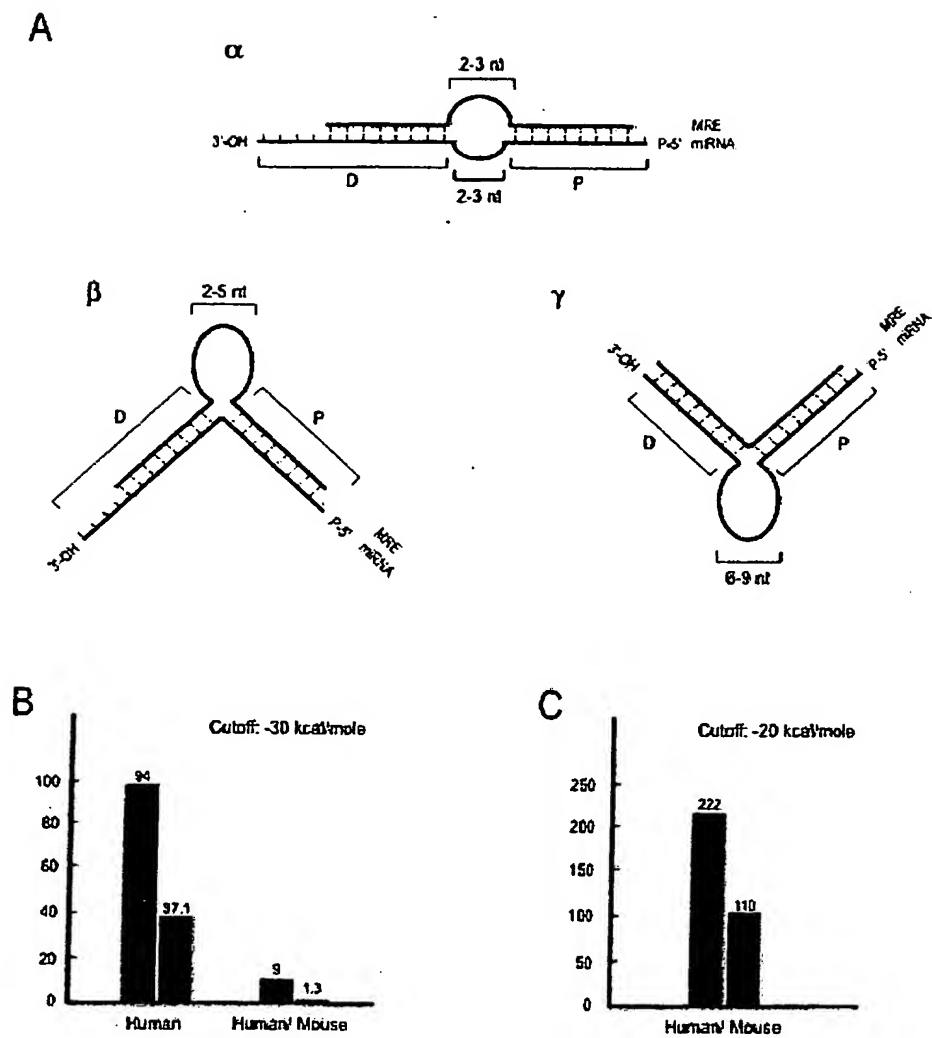 A
α
2-3 nt
MRE
3'-OH
P-5' miRNA
D
P
2-3 nt
β
2-5 nt
D
P
3'-OH
P-5'
MRE
miRNA
γ
3'-OH
MRE
P-5' miRNA
D
P
6-9 nt
B
Cutoff: -30 kcal/mole
100
80
60
40
20
0
94
37.1
9
1.3
Human
Human/ Mouse
C
Cutoff: -20 kcal/mole
250
200
150
100
50
0
222
110
Human/ Mouse